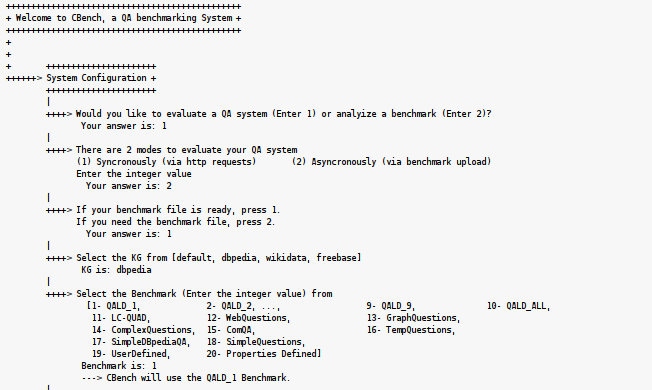 +++++++++++++++++++++++++++++++++++++++++++++++
+ Welcome to CBench, a QA benchmarking System +
+++++++++++++++++++++++++++++++++++++++++++++++
+
+
+       ++++++++++++++++++++++
++++++> System Configuration +
        ++++++++++++++++++++++
        |
        ++++> Would you like to evaluate a QA system (Enter 1) or analyize a benchmark (Enter 2)?
               Your answer is: 1
        |
        ++++> There are 2 modes to evaluate your QA system
              (1) Syncronously (via http requests)       (2) Asyncronously (via benchmark upload)
              Enter the integer value
                Your answer is: 2
        |
        ++++> If your benchmark file is ready, press 1.
              If you need the benchmark file, press 2.
                Your answer is: 1
        |
        ++++> Select the KG from [default, dbpedia, wikidata, freebase]
               KG is: dbpedia
        |
        ++++> Select the Benchmark (Enter the integer value) from
                [1- QALD_1,             2- QALD_2, ...,                 9- QALD_9,              10- QALD_ALL,
                 11- LC-QUAD,           12- WebQuestions,               13- GraphQuestions,
                 14- ComplexQuestions,  15- ComQA,                      16- TempQuestions,
                 17- SimpleDBpediaQA,   18- SimpleQuestions,
                 19- UserDefined,       20- Properties Defined]
               Benchmark is: 1
               ---> CBench will use the QALD_1 Benchmark.
        |